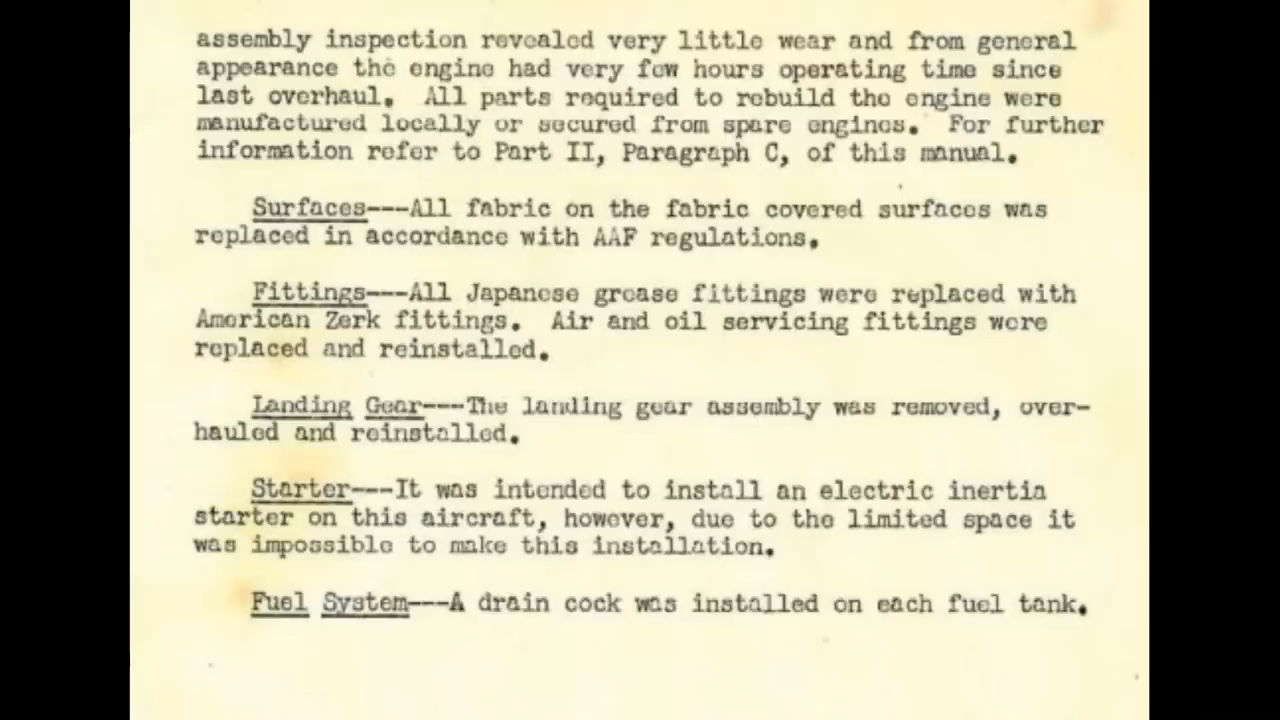 assembly inspection revealed very little wear and from general
appearance the engine had very few hours operating time since
last overhaul. All parts required to rebuild the engine were
manufactured locally or secured from spare engines. For further
information refer to Part II, Paragraph C, of this manual.
Surfaces---All fabric on the fabric covered surfaces was
replaced in accordance with AAF regulations.
Fittings---All Japanese grease fittings were replaced with
American Zerk fittings. Air and oil servicing fittings were
replaced and reinstalled.
Landing Gear---The landing gear assembly was removed, over-
hauled and reinstalled.
Starter---It was intended to install an electric inertia
starter on this aircraft, however, due to the limited space it
was impossible to make this installation.
Fuel System---A drain cock was installed on each fuel tank.